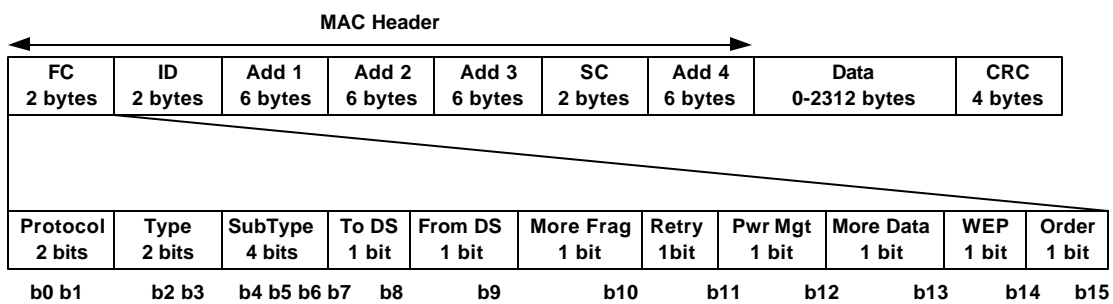 MAC Header
FC ID Add 1 Add 2 Add 3 SC Add 4 Data CRC
2 bytes 2 bytes 6 bytes 6 bytes 6 bytes 2 bytes 6 bytes 0-2312 bytes 4 bytes
Protocol Type SubType To DS From DS More Frag Retry Pwr Mgt More Data WEP Order
2 bits 2 bits 4 bits 1 bit 1 bit 1 bit 1bit 1 bit 1 bit 1 bit 1 bit
b0 b1 b2 b3 b4 b5 b6 b7 b8 b9 b10 b11 b12 b13 b14 b15